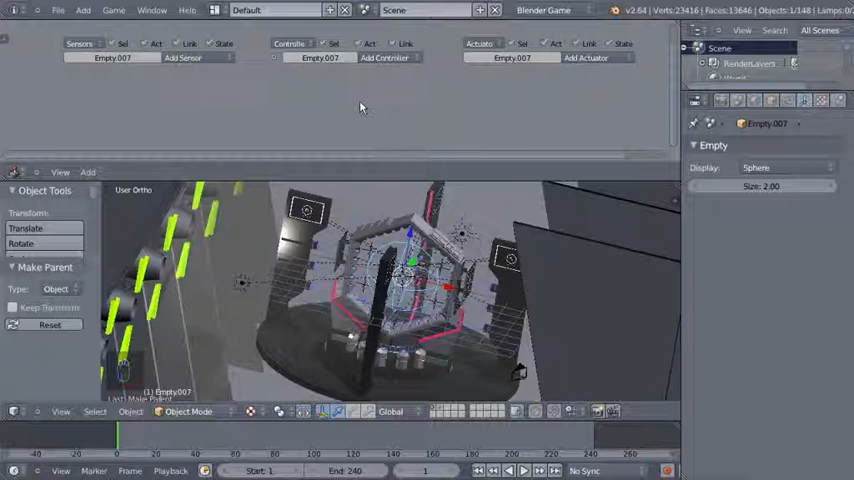 File Add Game Window Help Default Scene Blender Game v2.64 | Verts:23416 | Faces:13646 | Objects:1/148 | Lamps:0/
View Search All Scenes
Scene
RenderLayers
World
Sensors Sel Act Link State
Controlle Sel Act Link
Actuato Sel Act Link State
Empty.007 Add Sensor
Empty.007 Add Controller
Empty.007 Add Actuator
Empty.007
Empty
Display: Sphere
Size: 2.00
View Add
Object Tools
User Ortho
Transform:
Translate
Rotate
Make Parent
Type: Object
Keep Transform
Reset
(1) Empty.007
Last) Make Parent
View Select Object Object Mode Global
-40 -20 0 20 40 60 80 100 120 140 160 180 200 220 240 260
View Marker Frame Playback Start: 1 End: 240 1 No Sync